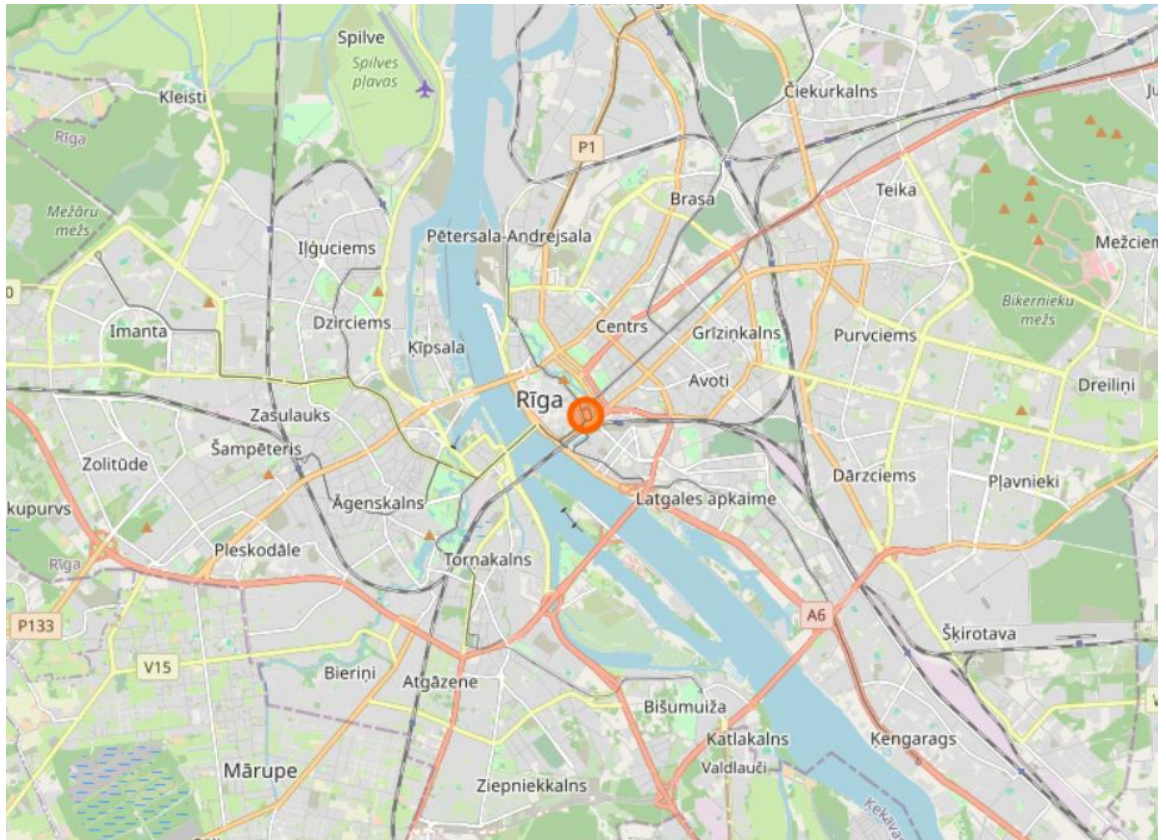 Spilve
Spilves
pļavas
Kleisti
Čiekurkalns
Rīga
P1
Brasa
Teika
Mežāru
mežs
Iļģuciems
Pētersala-Andrejsala
Mežciem
0
Imanta
Dzirciems
Ķīpsala
Centrs
Grīziņkalns
Purvciems
Biķernieku
mežs
Avoti
Dreiliņi
Rīga
Zasulauks
Šampēteris
Zolitūde
Dārzciems
Pļavnieki
kupurvs
Āgenskalns
Latgales apkaime
Pleskodāle
Rīga
Torņakalns
P133
A6
Šķirotava
V15
Bieriņi
Atgāzene
Bišumuiža
Katlakalns
Ķengarags
Valdlauči
Mārupe
Ziepniekkalns
Ķekavas